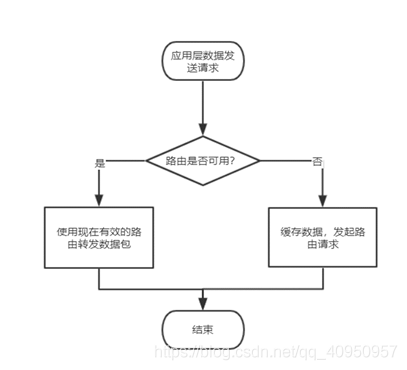 应用层数据发
送请求
路由是否可用?
是
否
使用现在有效的路
由转发数据包
缓存数据，发起路
由请求
结束
https://blog.csdn.net/qq_40950957